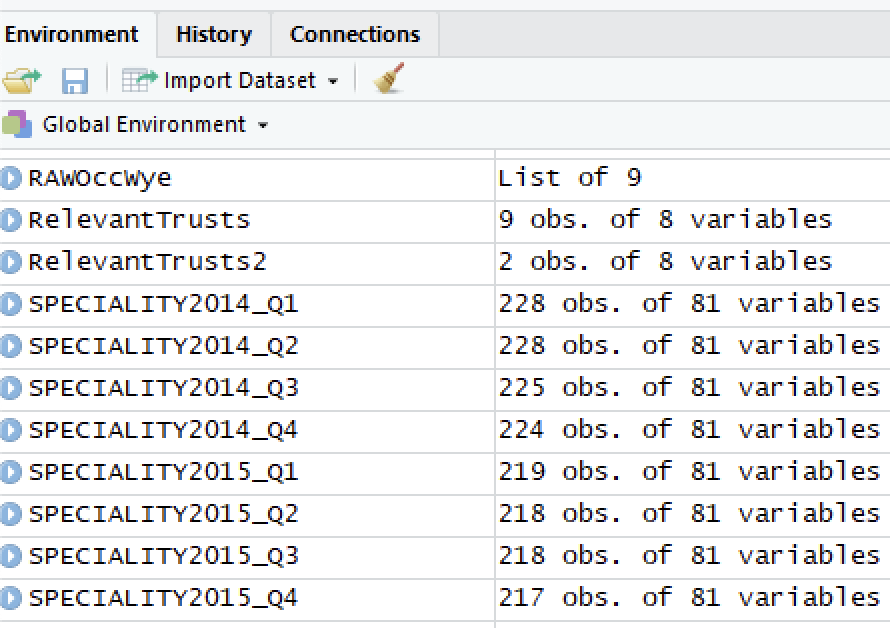 Environment History Connections
Import Dataset
Global Environment
RAWOccWye List of 9
RelevantTrusts 9 obs. of 8 variables
RelevantTrusts2 2 obs. of 8 variables
SPECIALITY2014_Q1 228 obs. of 81 variables
SPECIALITY2014_Q2 228 obs. of 81 variables
SPECIALITY2014_Q3 225 obs. of 81 variables
SPECIALITY2014_Q4 224 obs. of 81 variables
SPECIALITY2015_Q1 219 obs. of 81 variables
SPECIALITY2015_Q2 218 obs. of 81 variables
SPECIALITY2015_Q3 218 obs. of 81 variables
SPECIALITY2015_Q4 217 obs. of 81 variables